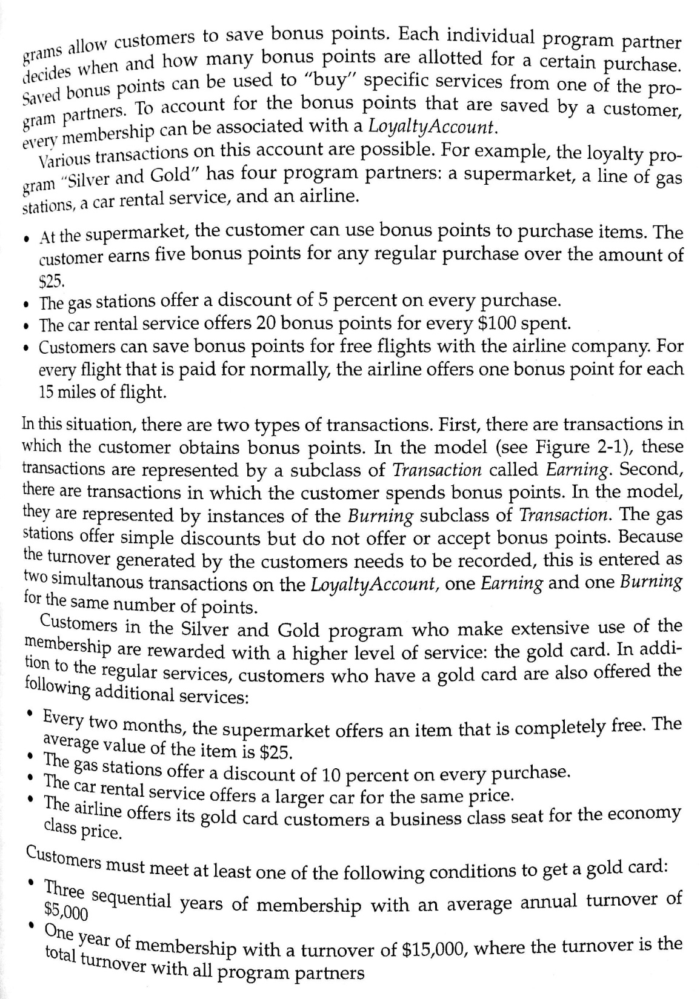 grams allow customers to save bonus points. Each individual program partner
decides when and how many bonus points are allotted for a certain purchase.
Saved bonus points can be used to "buy" specific services from one of the pro-
gram partners. To account for the bonus points that are saved by a customer,
every membership can be associated with a LoyaltyAccount.
Various transactions on this account are possible. For example, the loyalty pro-
gram "Silver and Gold" has four program partners: a supermarket, a line of gas
stations, a car rental service, and an airline.
• At the supermarket, the customer can use bonus points to purchase items. The
customer earns five bonus points for any regular purchase over the amount of
$25.
• The gas stations offer a discount of 5 percent on every purchase.
• The car rental service offers 20 bonus points for every $100 spent.
• Customers can save bonus points for free flights with the airline company. For
every flight that is paid for normally, the airline offers one bonus point for each
15 miles of flight.
In this situation, there are two types of transactions. First, there are transactions in
which the customer obtains bonus points. In the model (see Figure 2-1), these
transactions are represented by a subclass of Transaction called Earning. Second,
there are transactions in which the customer spends bonus points. In the model,
they are represented by instances of the Burning subclass of Transaction. The gas
stations offer simple discounts but do not offer or accept bonus points. Because
the turnover generated by the customers needs to be recorded, this is entered as
two simultanous transactions on the LoyaltyAccount, one Earning and one Burning
for the same number of points.
Customers in the Silver and Gold program who make extensive use of the
membership are rewarded with a higher level of service: the gold card. In addi-
tion to the regular services, customers who have a gold card are also offered the
following additional services:
• Every two months, the supermarket offers an item that is completely free. The
average value of the item is $25.
• The gas stations offer a discount of 10 percent on every purchase.
• The car rental service offers a larger car for the same price.
• The airline offers its gold card customers a business class seat for the economy
class price.
Customers must meet at least one of the following conditions to get a gold card:
• Three sequential years of membership with an average annual turnover of
$5,000
• One year of membership with a turnover of $15,000, where the turnover is the
total turnover with all program partners